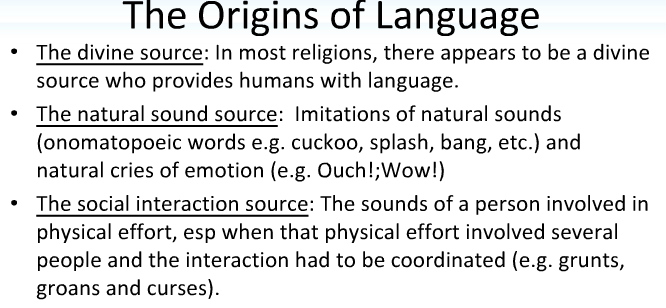 The Origins of Language
• The divine source: In most religions, there appears to be a divine
source who provides humans with language.
• The natural sound source:  Imitations of natural sounds
(onomatopoeic words e.g. cuckoo, splash, bang, etc.) and
natural cries of emotion (e.g. Ouch!;Wow!)
• The social interaction source: The sounds of a person involved in
physical effort, esp when that physical effort involved several
people and the interaction had to be coordinated (e.g. grunts,
groans and curses).